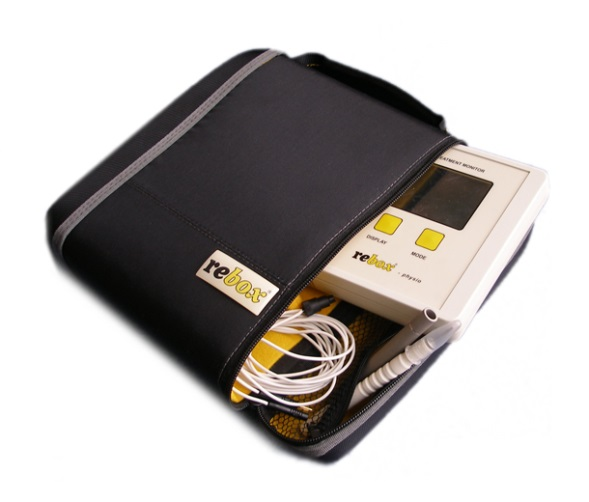 TREATMENT MONITOR
DISPLAY
MODE
rebox
- physio
rebox